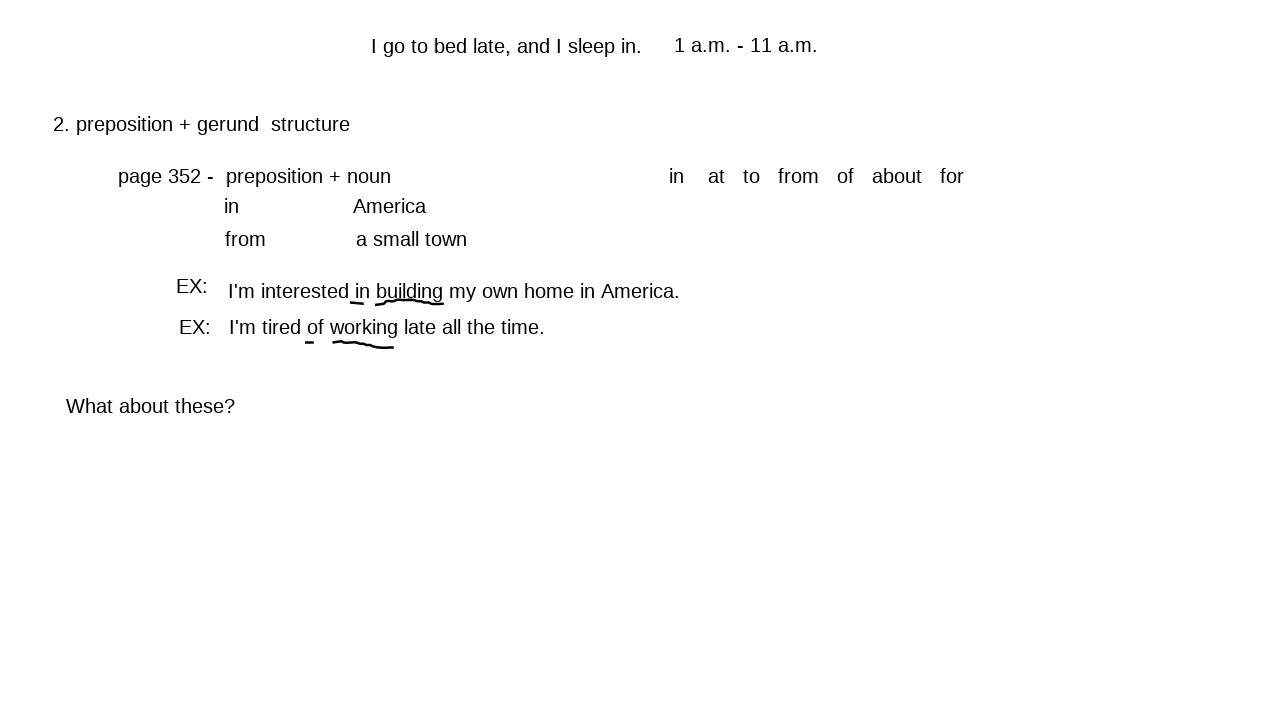 I go to bed late, and I sleep in. 1 a.m. - 11 a.m.
2. preposition + gerund structure
page 352 - preposition + noun in at to from of about for
in America
from a small town
EX: I'm interested in building my own home in America.
EX: I'm tired of working late all the time.
What about these?